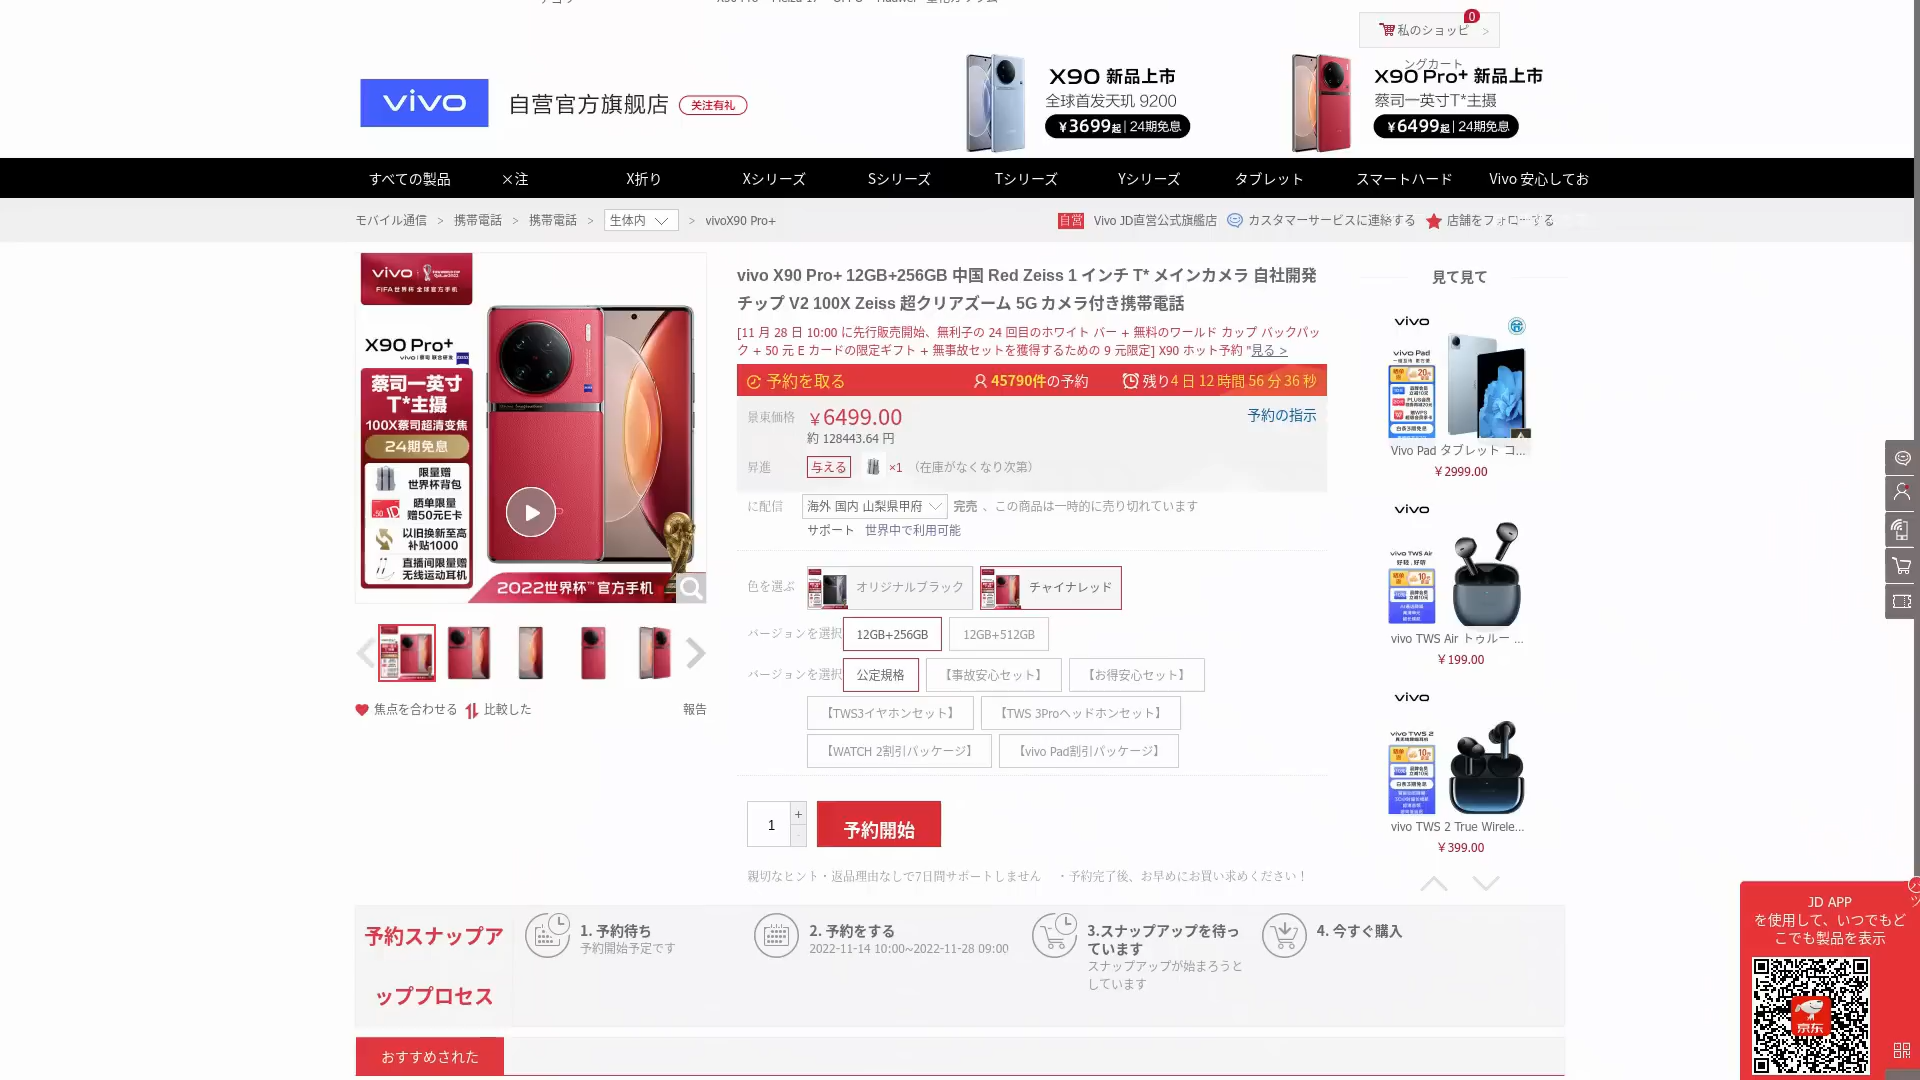 私のショッピ
0
>
ングカート
vivo
自营官方旗舰店
关注有礼
X90 新品上市
全球首发天玑 9200
￥3699起|24期免息
X90 Pro+ 新品上市
蔡司一英寸T*主摄
￥6499起|24期免息
すべての製品
×注
X折り
Xシリーズ
Sシリーズ
Tシリーズ
Yシリーズ
タブレット
スマートハード
Vivo 安心してお
モバイル通信 > 携帯電話 > 携帯電話 > 生体内 > vivoX90 Pro+
自営 Vivo JD直営公式旗艦店 カスタマーサービスに連絡する 店舗をフォローする
vivo
FIFA世界杯 全球官方手机
X90 Pro+
vivo | 蔡司 联合研发
蔡司一英寸
T*主摄
100X蔡司超清变焦
24期免息
限量赠
世界杯背包
晒单限量
赠50元E卡
以旧换新至高
补贴1000
直播间限量赠
无线运动耳机
2022世界杯™官方手机
焦点を合わせる
比較した
報告
vivo X90 Pro+ 12GB+256GB 中国 Red Zeiss 1 インチ T* メインカメラ 自社開発
チップ V2 100X Zeiss 超クリアズーム 5G カメラ付き携帯電話
[11 月 28 日 10:00 に先行販売開始、無利子の 24 回目のホワイト バー + 無料のワールド カップ バックパッ
ク + 50 元 E カードの限定ギフト + 無事故セットを獲得するための 9 元限定] X90 ホット予約 "見る >
予約を取る
45790件の予約
残り4 日 12 時間 56 分 36 秒
景東価格
￥6499.00
予約の指示
約 128443.64 円
昇進
与える
×1
（在庫がなくなり次第）
に配信
海外 国内 山梨県甲府
完売 、この商品は一時的に売り切れています
サポート 世界中で利用可能
色を選ぶ
オリジナルブラック
チャイナレッド
バージョンを選択
12GB+256GB
12GB+512GB
バージョンを選択
公定規格
【事故安心セット】
【お得安心セット】
【TWS3イヤホンセット】
【TWS 3Proヘッドホンセット】
【WATCH 2割引パッケージ】
【vivo Pad割引パッケージ】
1
+
-
予約開始
親切なヒント・返品理由なしで7日間サポートしません ・予約完了後、お早めにお買い求めください！
見て見て
vivo
vivo Pad
Vivo Pad タブレット コ...
￥2999.00
vivo
vivo TWS Air
vivo TWS Air トゥルー ...
￥199.00
vivo
vivo TWS 2
vivo TWS 2 True Wirele...
￥399.00
予約スナップア
ッププロセス
1. 予約待ち
予約開始予定です
2. 予約をする
2022-11-14 10:00~2022-11-28 09:00
3.スナップアップを待っ
ています
スナップアップが始まろうと
しています
4. 今すぐ購入
おすすめされた
JD APP
を使用して、いつでもど
こでも製品を表示
京东